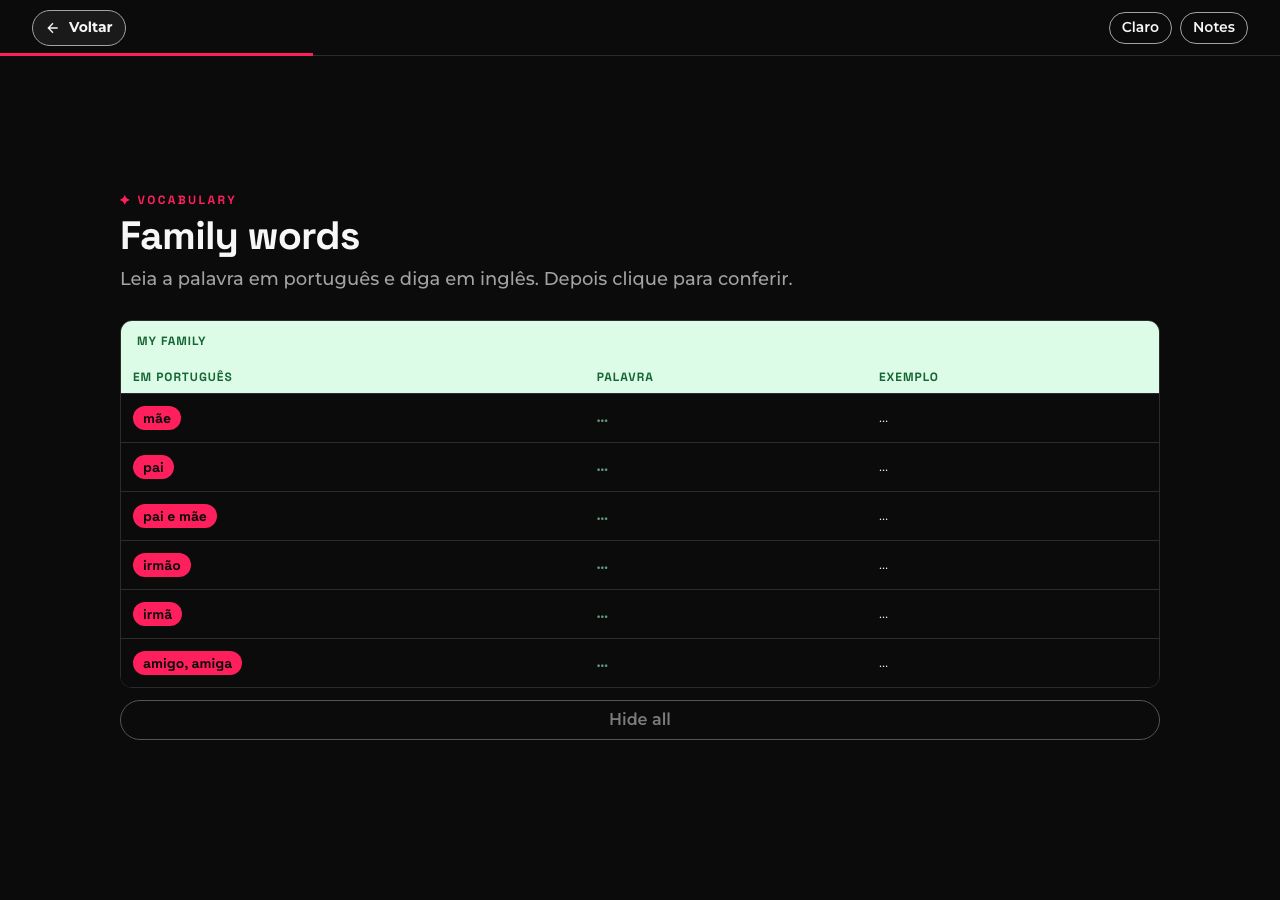 ← Voltar
Claro
Notes
✦ VOCABULARY
Family words
Leia a palavra em português e diga em inglês. Depois clique para conferir.
MY FAMILY
EM PORTUGUÊS PALAVRA EXEMPLO
mãe ... ...
pai ... ...
pai e mãe ... ...
irmão ... ...
irmã ... ...
amigo, amiga ... ...
Hide all